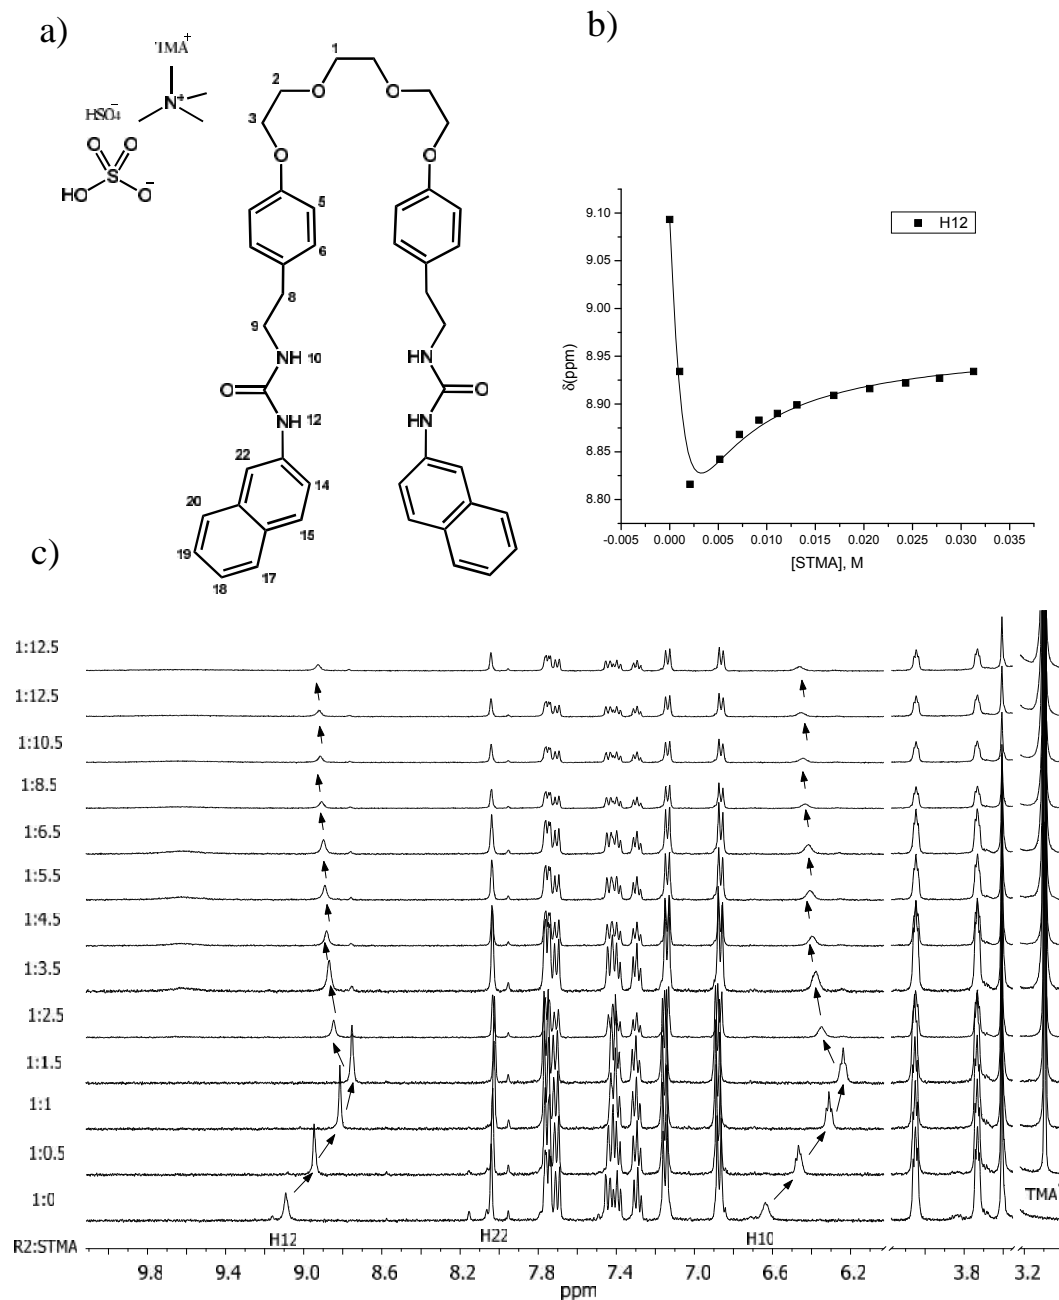 a)
TMA+
HSO4-
O
O
S
HO
O-
N+
1
2
3
O
O
O
O
5
6
8
9
NH 10
HN
O
O
NH 12
HN
22
14
20
15
19
18
17
b)
H12
9.10
9.05
9.00
8.95
8.90
8.85
8.80
δ(ppm)
-0.005 0.000 0.005 0.010 0.015 0.020 0.025 0.030 0.035
[STMA], M
c)
1:12.5
1:12.5
1:10.5
1:8.5
1:6.5
1:5.5
1:4.5
1:3.5
1:2.5
1:1.5
1:1
1:0.5
1:0
TMA
R2:STMA
H12
H22
H10
9.8 9.4 9.0 8.6 8.2 7.8 7.4 7.0 6.6 6.2 3.8 3.2
ppm